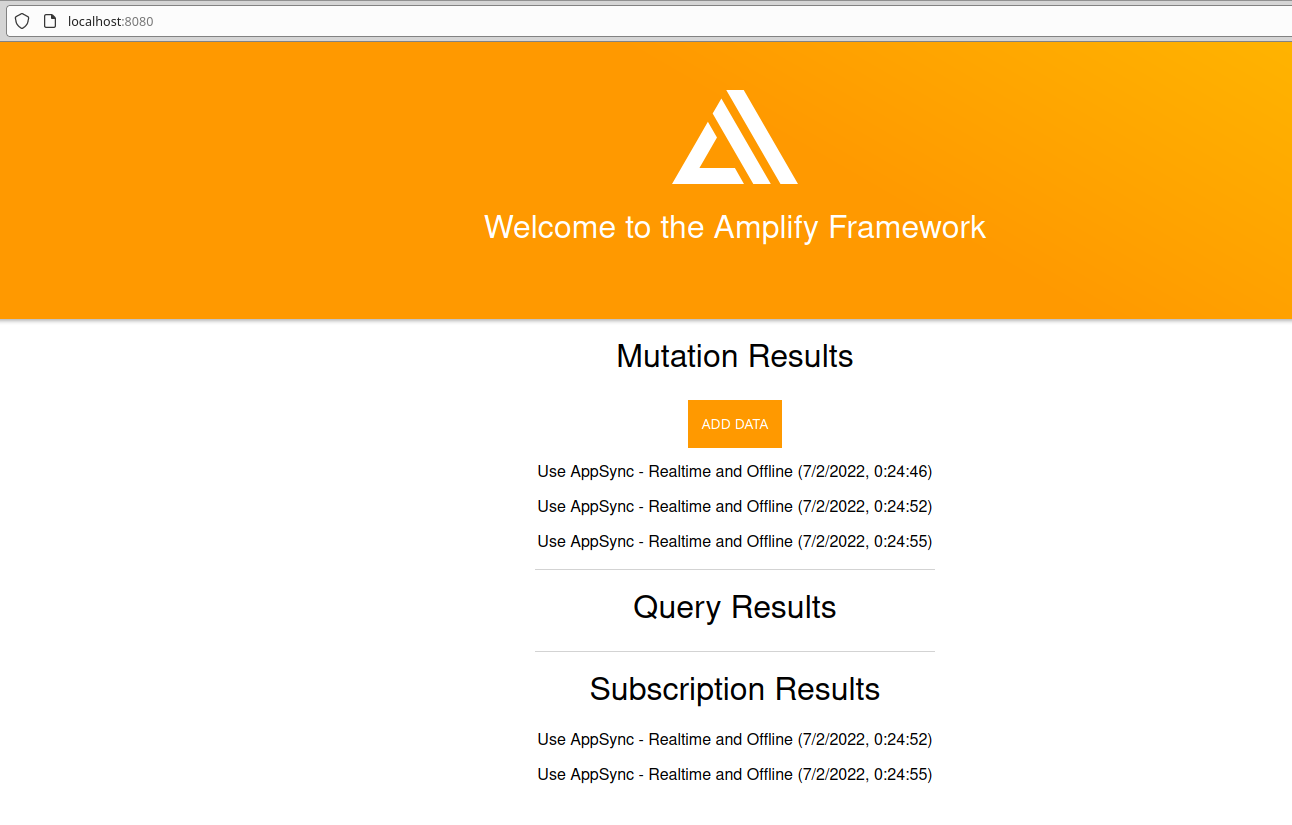 localhost:8080
Welcome to the Amplify Framework
Mutation Results
ADD DATA
Use AppSync - Realtime and Offline (7/2/2022, 0:24:46)
Use AppSync - Realtime and Offline (7/2/2022, 0:24:52)
Use AppSync - Realtime and Offline (7/2/2022, 0:24:55)
Query Results
Subscription Results
Use AppSync - Realtime and Offline (7/2/2022, 0:24:52)
Use AppSync - Realtime and Offline (7/2/2022, 0:24:55)